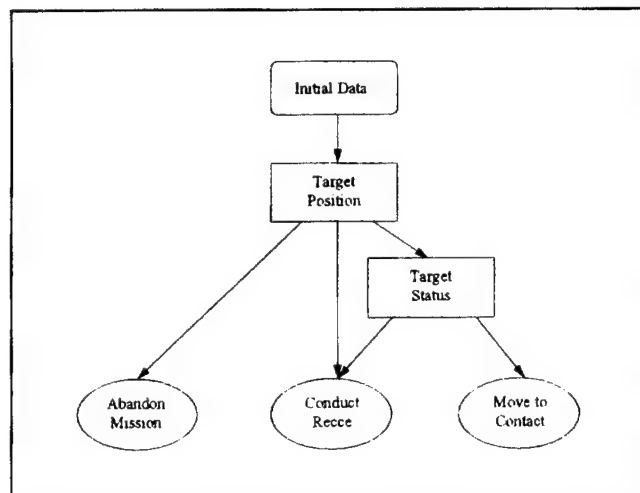 Initial Data
Target
Position
Target
Status
Abandon
Mission
Conduct
Recce
Move to
Contact